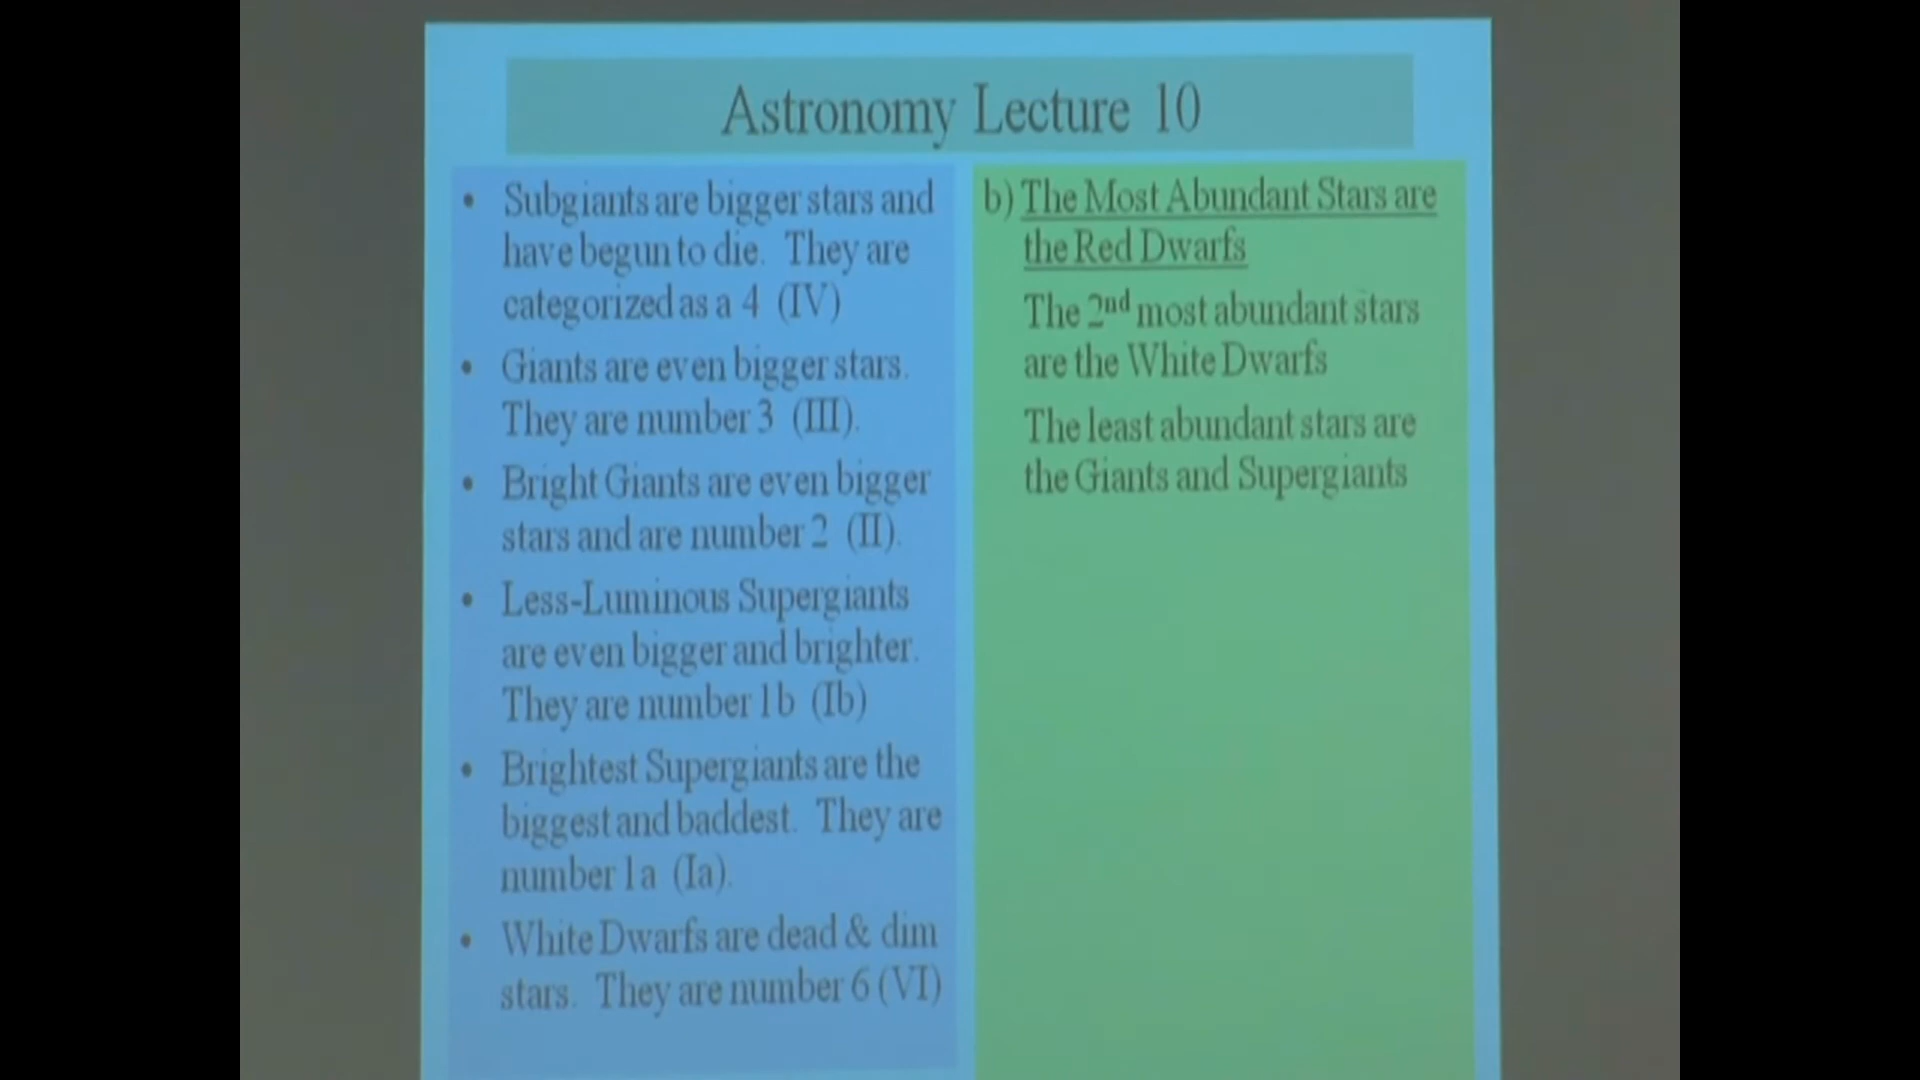 Astronomy Lecture 10
• Subgiants are bigger stars and
have begun to die. They are
categorized as a 4 (IV)
• Giants are even bigger stars.
They are number 3 (III).
• Bright Giants are even bigger
stars and are number 2 (II).
• Less-Luminous Supergiants
are even bigger and brighter.
They are number 1b (Ib)
• Brightest Supergiants are the
biggest and baddest. They are
number 1a (Ia).
• White Dwarfs are dead & dim
stars. They are number 6 (VI)
b) The Most Abundant Stars are
the Red Dwarfs
The 2nd most abundant stars
are the White Dwarfs
The least abundant stars are
the Giants and Supergiants